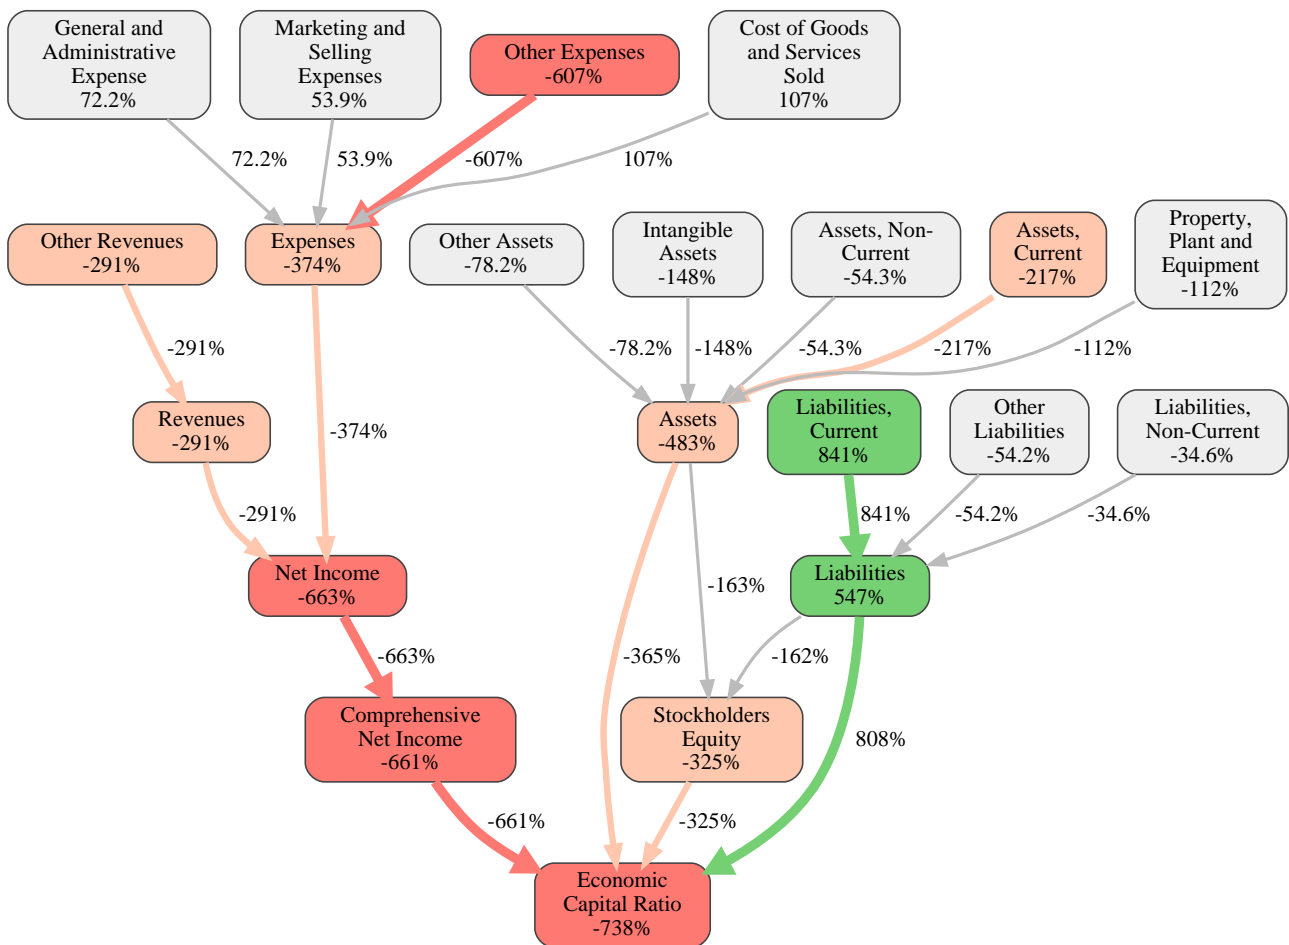 General and
Administrative
Expense
72.2%
Marketing and
Selling
Expenses
53.9%
Other Expenses
-607%
Cost of Goods
and Services
Sold
107%
72.2%
53.9%
-607%
107%
Other Revenues
-291%
Expenses
-374%
Other Assets
-78.2%
Intangible
Assets
-148%
Assets, Non-
Current
-54.3%
Assets,
Current
-217%
Property,
Plant and
Equipment
-112%
-291%
-78.2%
-148%
-54.3%
-217%
-112%
Revenues
-291%
-374%
Assets
-483%
Liabilities,
Current
841%
Other
Liabilities
-54.2%
Liabilities,
Non-Current
-34.6%
-291%
841%
-54.2%
-34.6%
Net Income
-663%
-163%
Liabilities
547%
-663%
-365%
-162%
Comprehensive
Net Income
-661%
Stockholders
Equity
-325%
808%
-661%
-325%
Economic
Capital Ratio
-738%